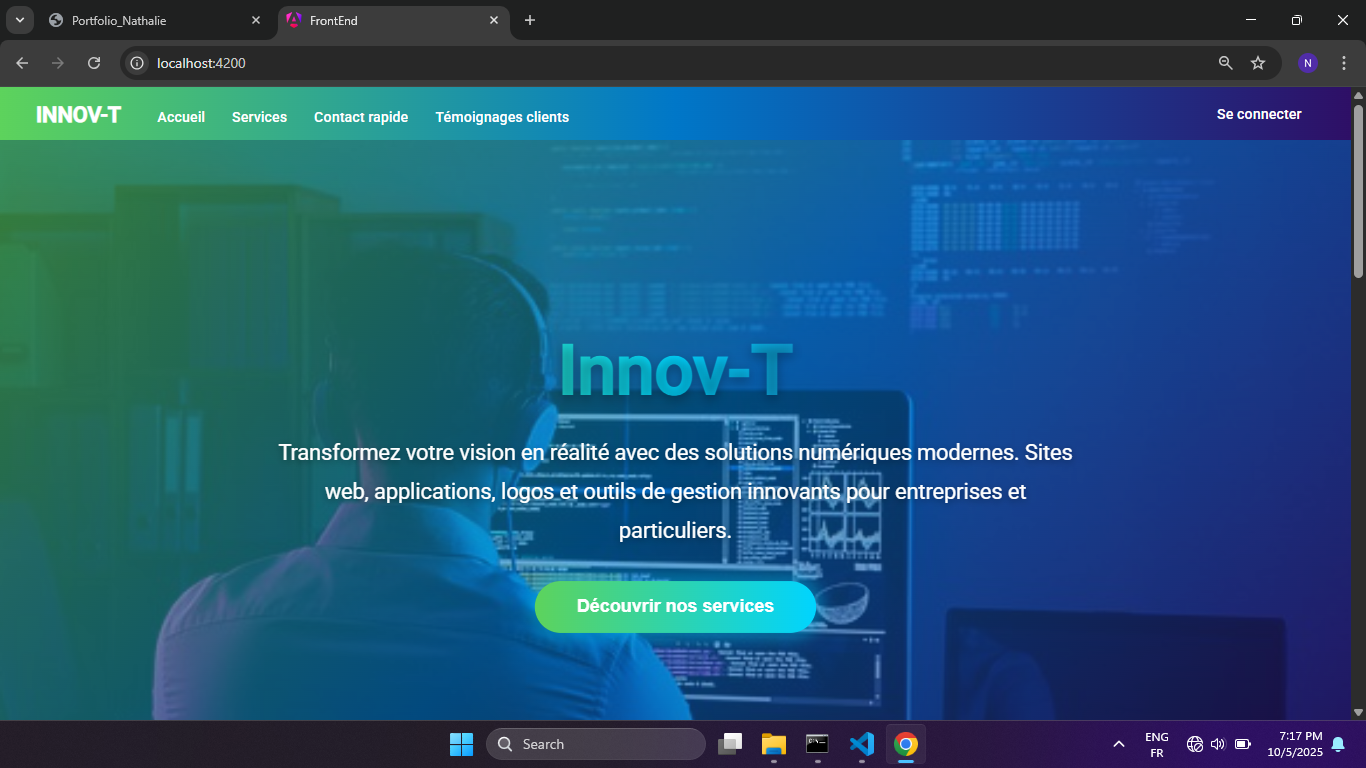 Portfolio_Nathalie
FrontEnd
localhost:4200
N
INNOV-T
Accueil
Services
Contact rapide
Témoignages clients
Se connecter
Innov-T
Transformez votre vision en réalité avec des solutions numériques modernes. Sites
web, applications, logos et outils de gestion innovants pour entreprises et
particuliers.
Découvrir nos services
Search
ENG
FR
7:17 PM
10/5/2025